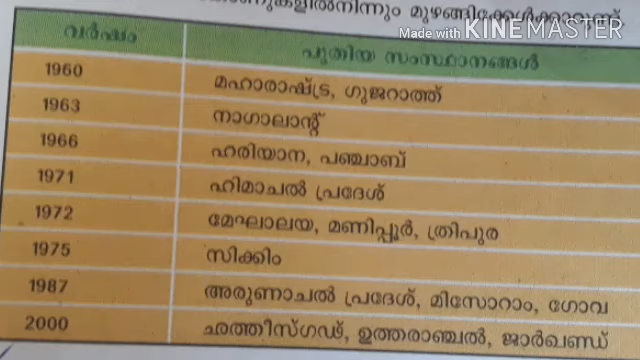 നിന്നും
Made with KINEMASTER
വർഷം പുതിയ സംസ്ഥാനങ്ങൾ
1960 മഹാരാഷ്ട്ര, ഗുജറാത്ത്
1963 നാഗാലാന്റ്
1966 ഹരിയാന, പഞ്ചാബ്
1971 ഹിമാചൽ പ്രദേശ്
1972 മേഘാലയ, മണിപ്പൂർ, ത്രിപുര
1975 സിക്കിം
1987 അരുണാചൽ പ്രദേശ്, മിസോറാം, ഗോവ
2000 ഛത്തീസ്ഗഢ്, ഉത്തരാഞ്ചൽ, ജാർഖണ്ഡ്